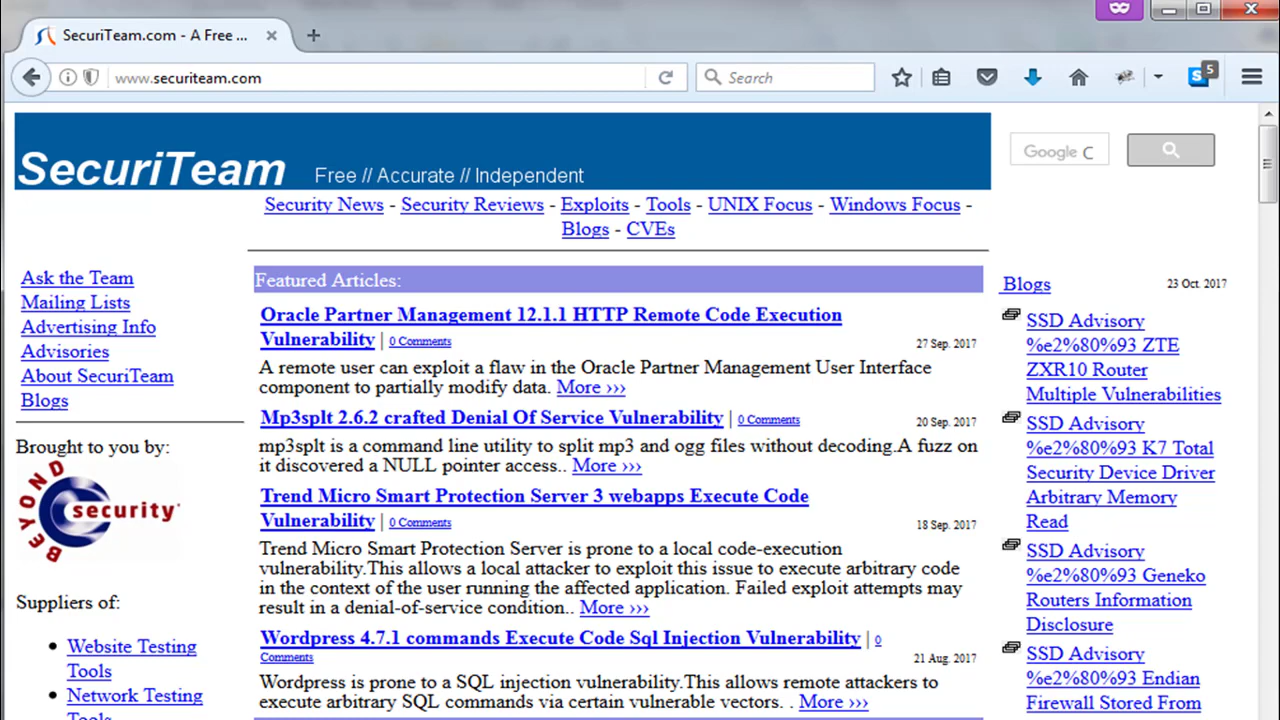 SecuriTeam.com - A Free ...
www.securiteam.com
Search
5
SecuriTeam Free // Accurate // Independent
Google C
Security News - Security Reviews - Exploits - Tools - UNIX Focus - Windows Focus -
Blogs - CVEs
Ask the Team
Mailing Lists
Advertising Info
Advisories
About SecuriTeam
Blogs
Brought to you by:
BEYOND
security
Suppliers of:
Website Testing
Tools
Network Testing
Tools
Featured Articles:
Oracle Partner Management 12.1.1 HTTP Remote Code Execution
Vulnerability | 0 Comments
27 Sep. 2017
A remote user can exploit a flaw in the Oracle Partner Management User Interface
component to partially modify data. More ›››
Mp3splt 2.6.2 crafted Denial Of Service Vulnerability | 0 Comments
20 Sep. 2017
mp3splt is a command line utility to split mp3 and ogg files without decoding.A fuzz on
it discovered a NULL pointer access.. More ›››
Trend Micro Smart Protection Server 3 webapps Execute Code
Vulnerability | 0 Comments
18 Sep. 2017
Trend Micro Smart Protection Server is prone to a local code-execution
vulnerability.This allows a local attacker to exploit this issue to execute arbitrary code
in the context of the user running the affected application. Failed exploit attempts may
result in a denial-of-service condition.. More ›››
Wordpress 4.7.1 commands Execute Code Sql Injection Vulnerability | 0
Comments
21 Aug. 2017
Wordpress is prone to a SQL injection vulnerability.This allows remote attackers to
execute arbitrary SQL commands via certain vulnerable vectors. . More ›››
Blogs
23 Oct. 2017
SSD Advisory
%e2%80%93 ZTE
ZXR10 Router
Multiple Vulnerabilities
SSD Advisory
%e2%80%93 K7 Total
Security Device Driver
Arbitrary Memory
Read
SSD Advisory
%e2%80%93 Geneko
Routers Information
Disclosure
SSD Advisory
%e2%80%93 Endian
Firewall Stored From